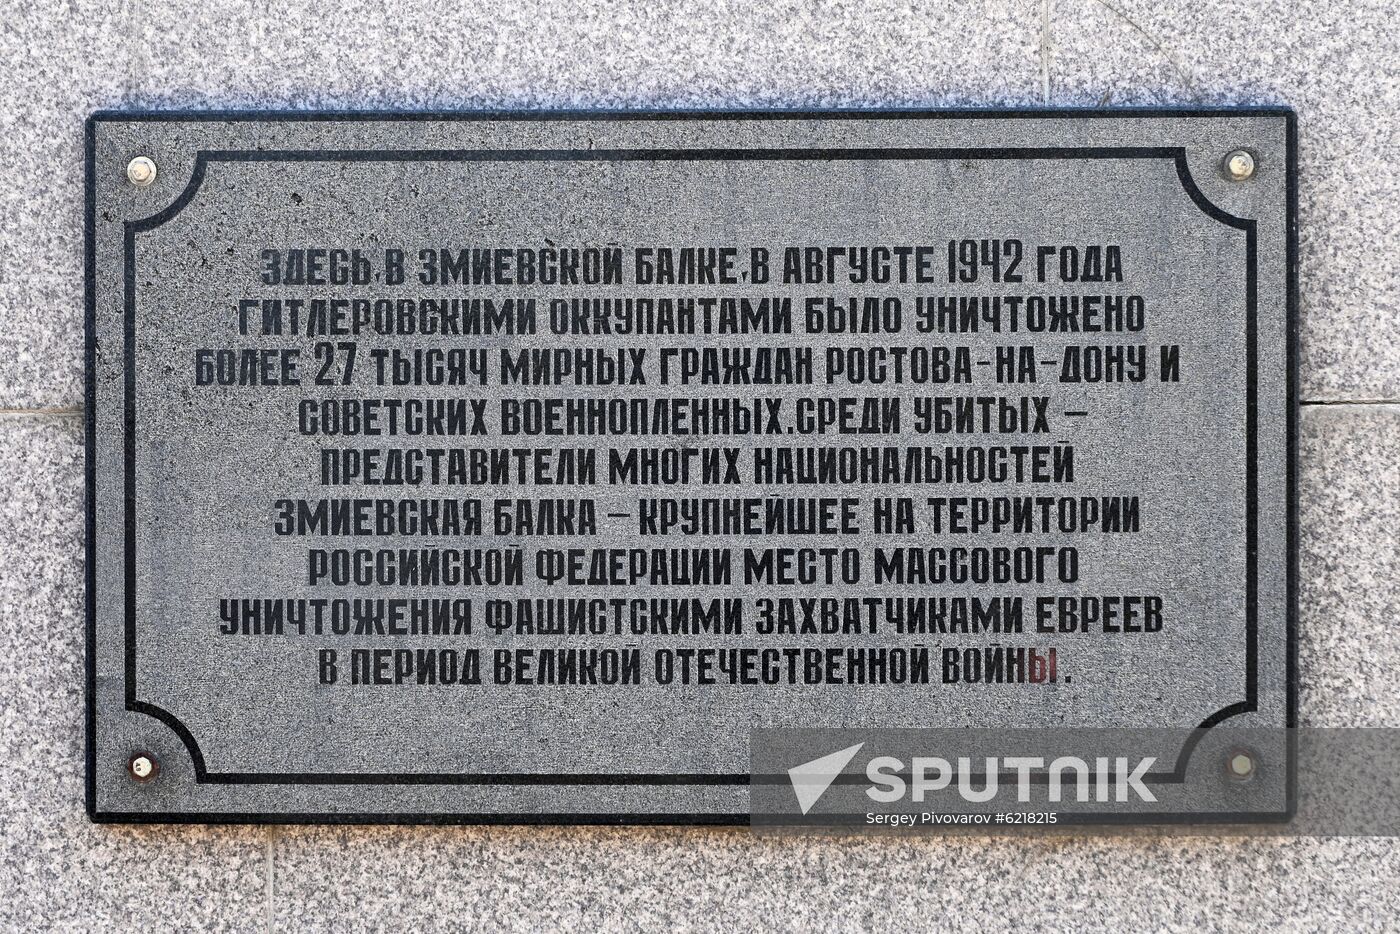 ЗДЕСЬ, В ЗМИЕВСКОЙ БАЛКЕ, В АВГУСТЕ 1942 ГОДА
ГИТЛЕРОВСКИМИ ОККУПАНТАМИ БЫЛО УНИЧТОЖЕНО
БОЛЕЕ 27 ТЫСЯЧ МИРНЫХ ГРАЖДАН РОСТОВА-НА-ДОНУ И
СОВЕТСКИХ ВОЕННОПЛЕННЫХ.СРЕДИ УБИТЫХ –
ПРЕДСТАВИТЕЛИ МНОГИХ НАЦИОНАЛЬНОСТЕЙ
ЗМИЕВСКАЯ БАЛКА – КРУПНЕЙШЕЕ НА ТЕРРИТОРИИ
РОССИЙСКОЙ ФЕДЕРАЦИИ МЕСТО МАССОВОГО
УНИЧТОЖЕНИЯ ФАШИСТСКИМИ ЗАХВАТЧИКАМИ ЕВРЕЕВ
В ПЕРИОД ВЕЛИКОЙ ОТЕЧЕСТВЕННОЙ ВОЙНЫ.
SPUTNIK
Sergey Pivovarov #6218215